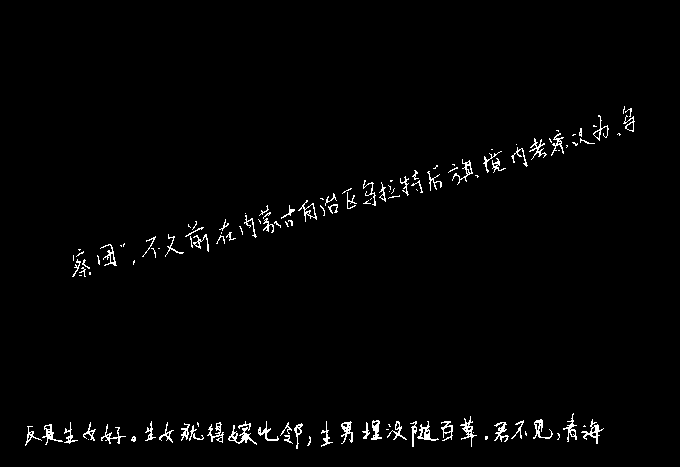 察团”,不久前在内蒙古自治区乌拉特后旗境内考察认为,乌
反是生女好。生女犹得嫁比邻,生男埋没随百草。君不见,青海